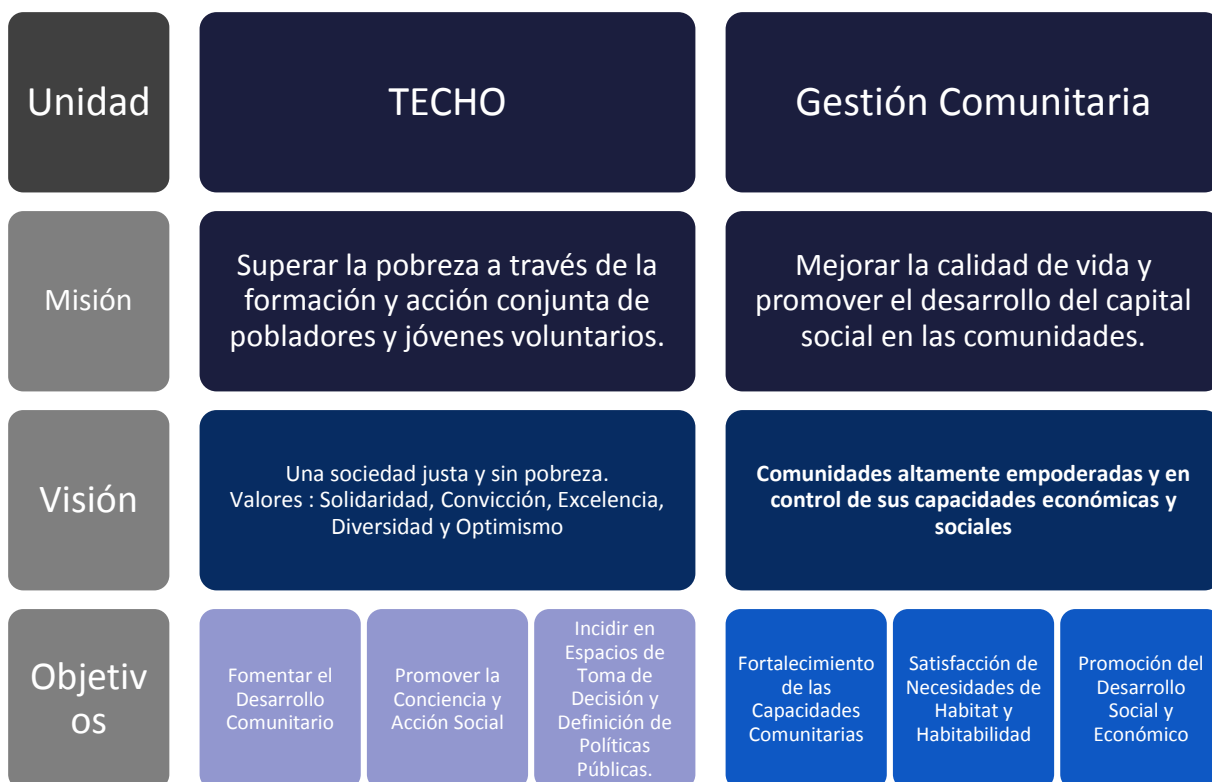 Unidad
TECHO
Gestión Comunitaria
Misión
Superar la pobreza a través de la
formación y acción conjunta de
pobladores y jóvenes voluntarios.
Mejorar la calidad de vida y
promover el desarrollo del capital
social en las comunidades.
Visión
Una sociedad justa y sin pobreza.
Valores : Solidaridad, Convicción, Excelencia,
Diversidad y Optimismo
Comunidades altamente empoderadas y en
control de sus capacidades económicas y
sociales
Objetiv
os
Fomentar el
Desarrollo
Comunitario
Promover la
Conciencia y
Acción Social
Incidir en
Espacios de
Toma de
Decisión y
Definición de
Políticas
Públicas.
Fortalecimiento
de las
Capacidades
Comunitarias
Satisfacción de
Necesidades de
Habitat y
Habitabilidad
Promoción del
Desarrollo
Social y
Económico